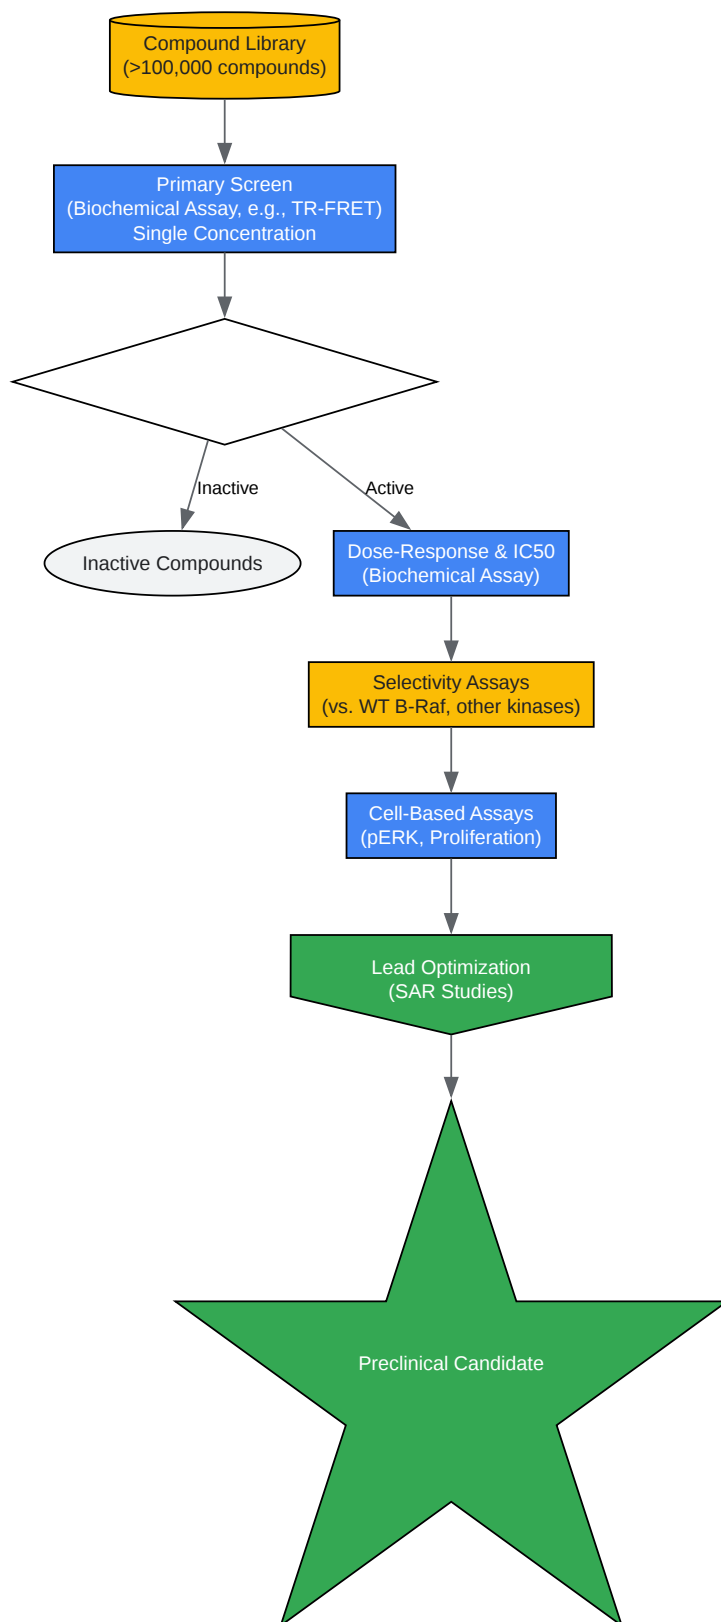 Compound Library
(>100,000 compounds)
Primary Screen
(Biochemical Assay, e.g., TR-FRET)
Single Concentration
Inactive
Active
Inactive Compounds
Dose-Response & IC50
(Biochemical Assay)
Selectivity Assays
(vs. WT B-Raf, other kinases)
Cell-Based Assays
(pERK, Proliferation)
Lead Optimization
(SAR Studies)
Preclinical Candidate